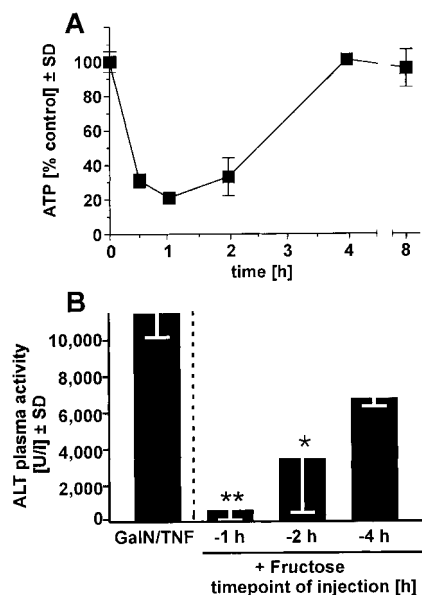 A
ATP [% control] ± SD
100
80
60
40
20
0
0 1 2 3 4 8
time [h]
B
ALT plasma activity
[U/l] ± SD
10,000
8,000
6,000
4,000
2,000
0
** *
GalN/TNF -1 h -2 h -4 h
+ Fructose
timepoint of injection [h]